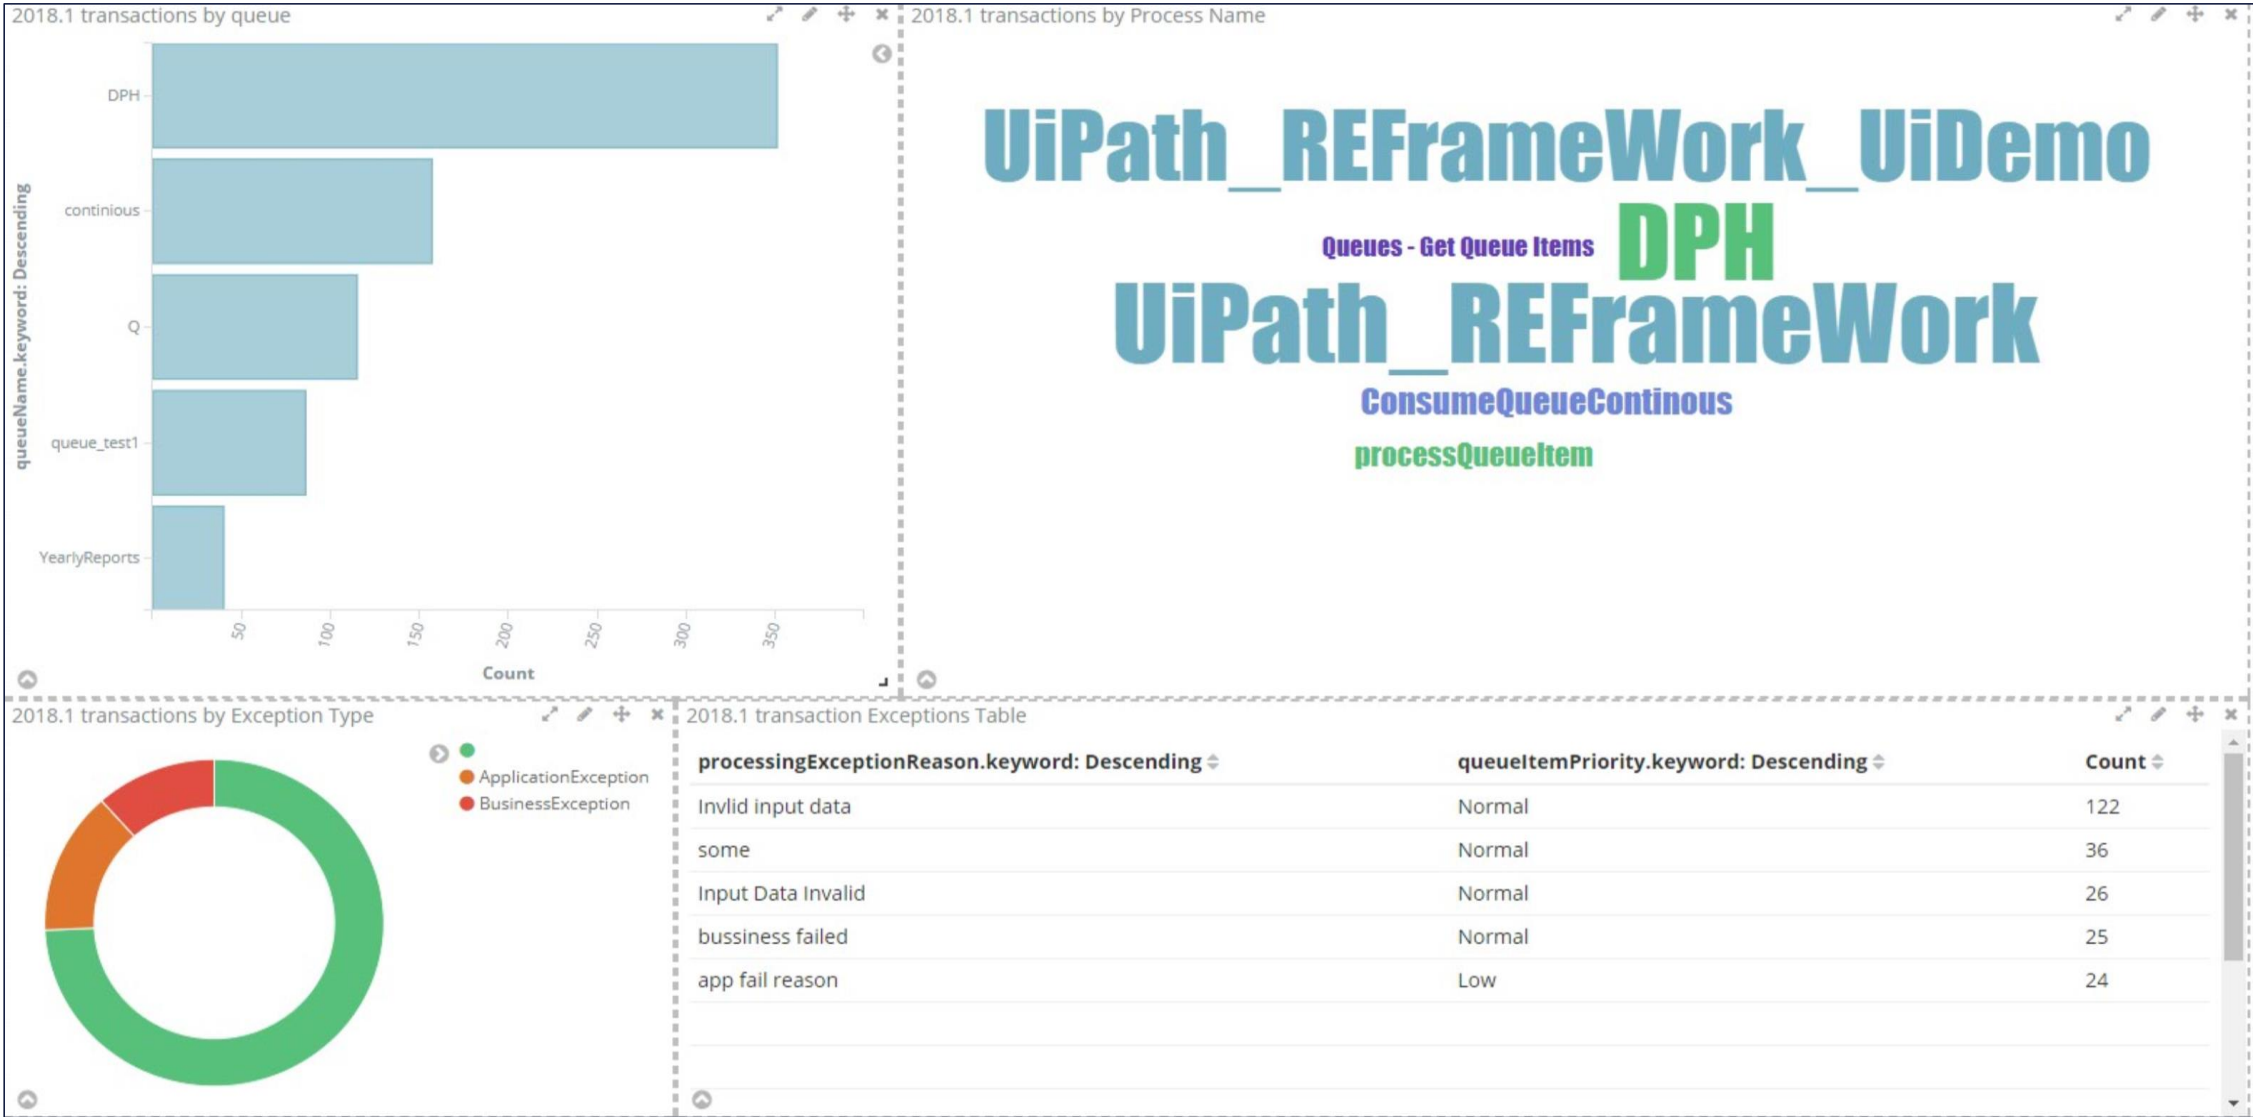 2018.1 transactions by queue
queueName.keyword: Descending
DPH
continious
Q
queue_test1
YearlyReports
50
100
150
200
250
300
350
Count
2018.1 transactions by Process Name
UiPath_REFrameWork_UiDemo
Queues - Get Queue Items
DPH
UiPath_REFrameWork
ConsumeQueueContinous
processQueueItem
2018.1 transactions by Exception Type
ApplicationException
BusinessException
2018.1 transaction Exceptions Table
processingExceptionReason.keyword: Descending queueItemPriority.keyword: Descending Count
Invlid input data Normal 122
some Normal 36
Input Data Invalid Normal 26
bussiness failed Normal 25
app fail reason Low 24